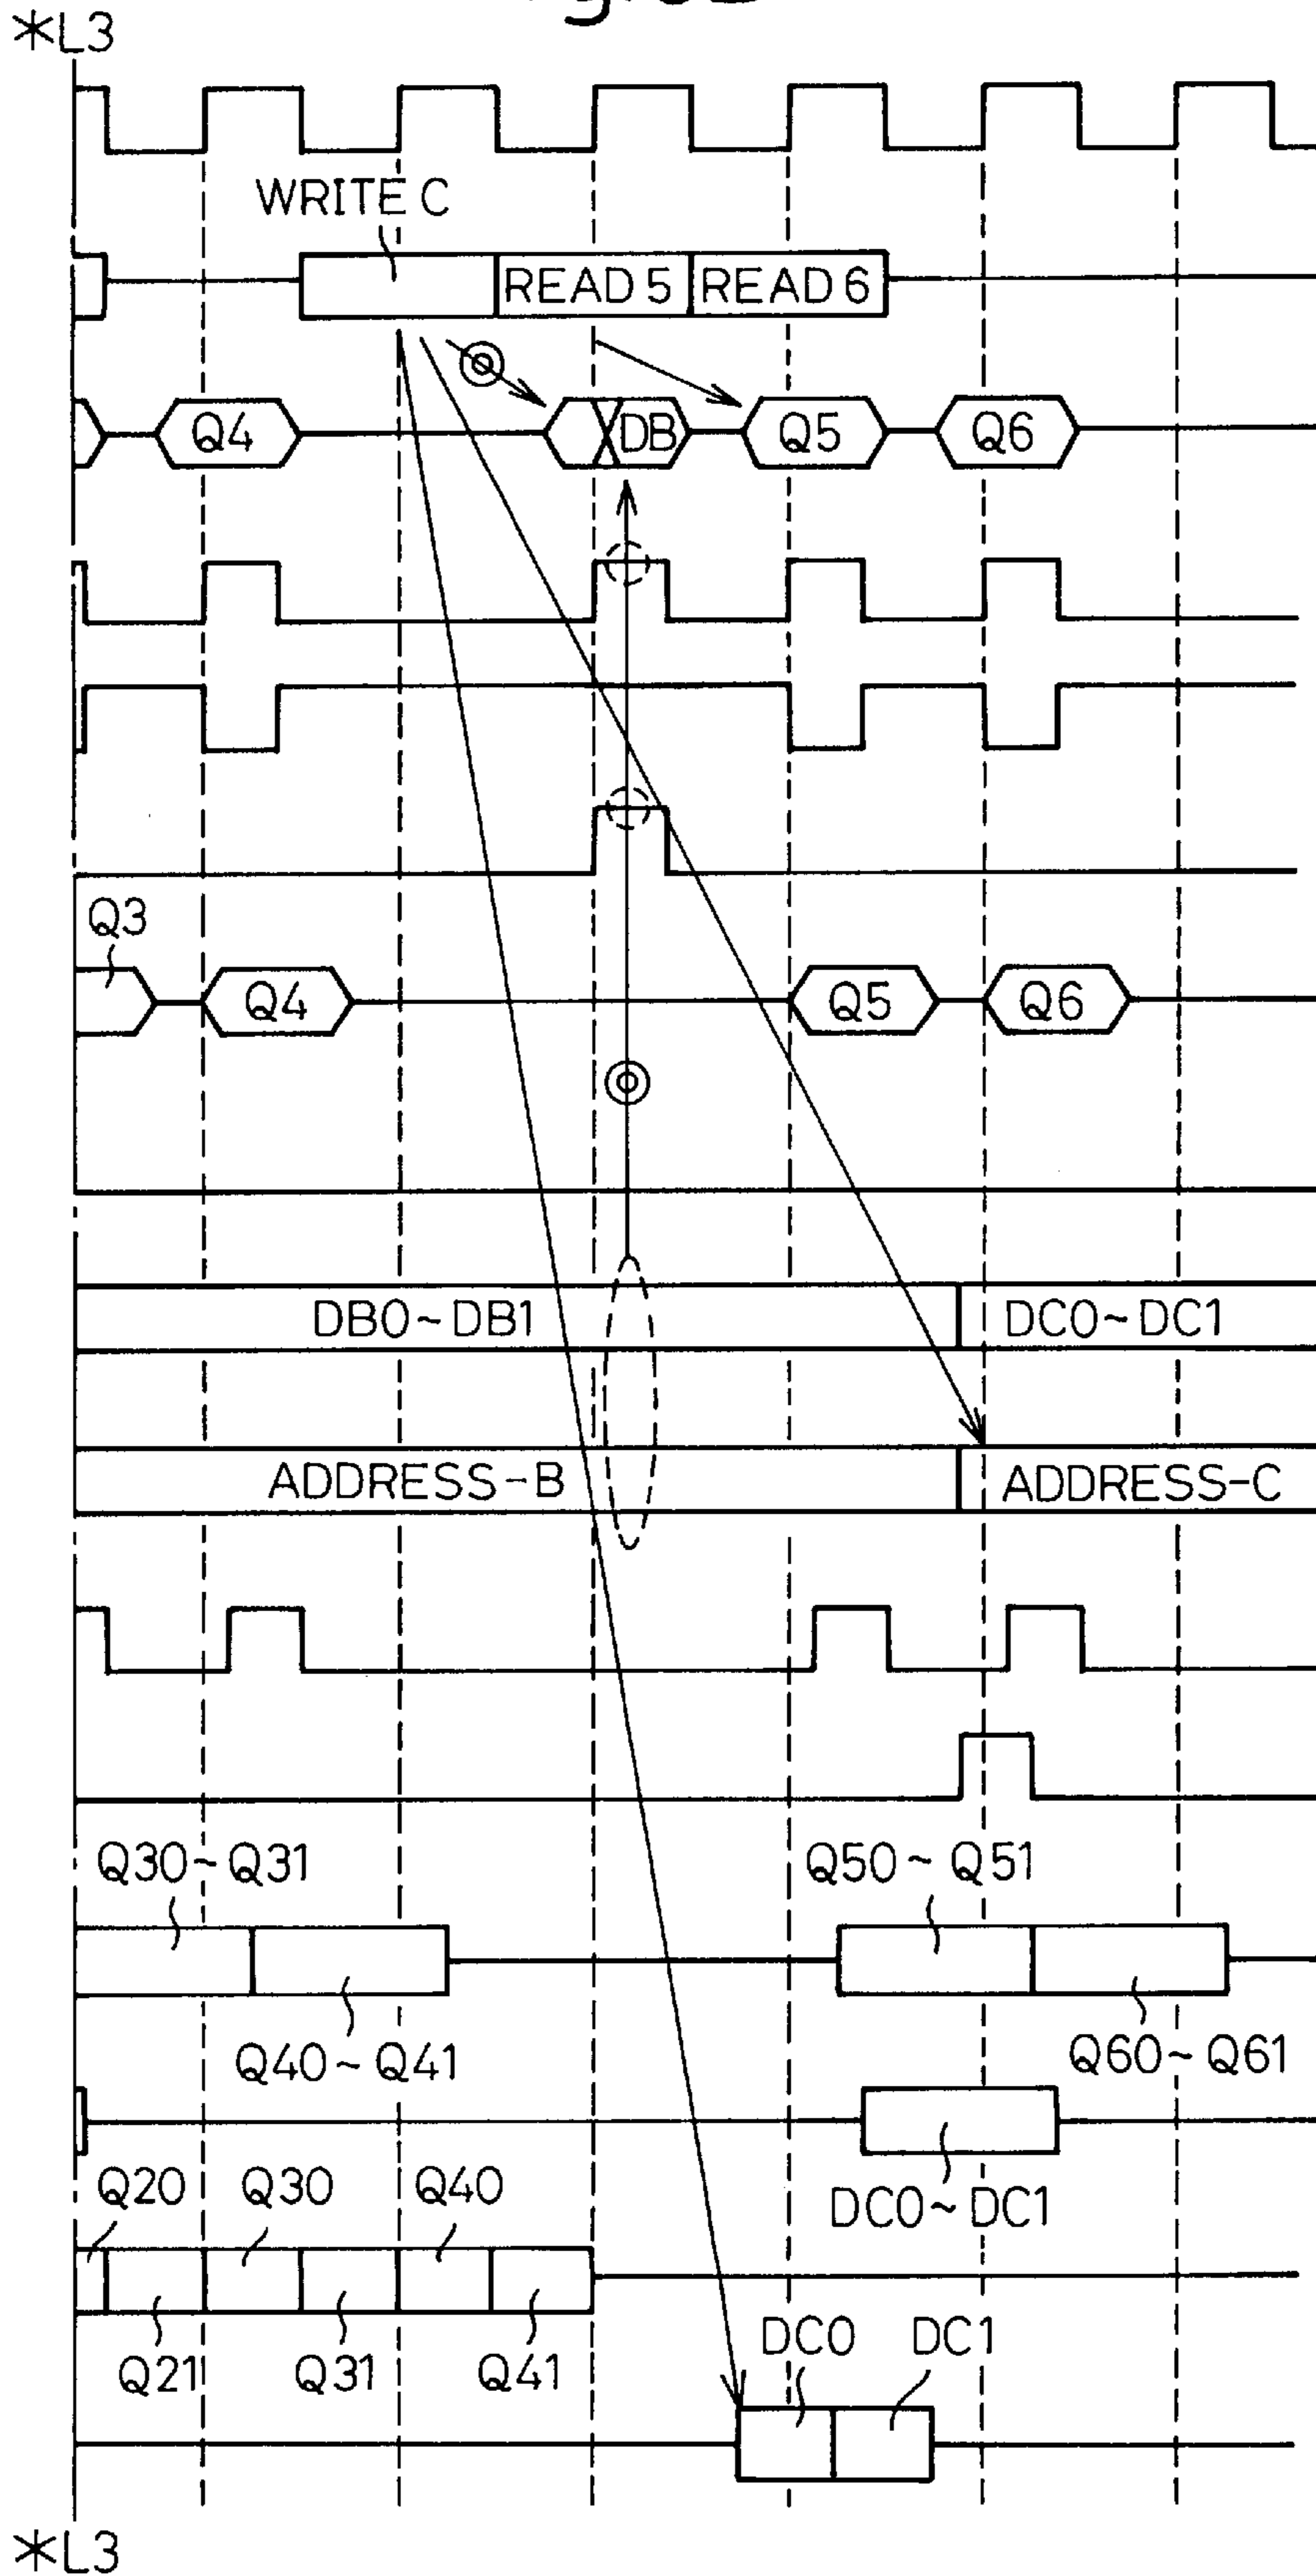 *L3
WRITE C
READ 5 READ 6
Q4 DB Q5 Q6
Q3
Q4 Q5 Q6
DB0~DB1 DC0~DC1
ADDRESS-B ADDRESS-C
Q30~Q31 Q50~Q51
Q40~Q41 Q60~Q61
Q20 Q30 Q40 DC0~DC1
Q21 Q31 Q41 DC0 DC1
*L3